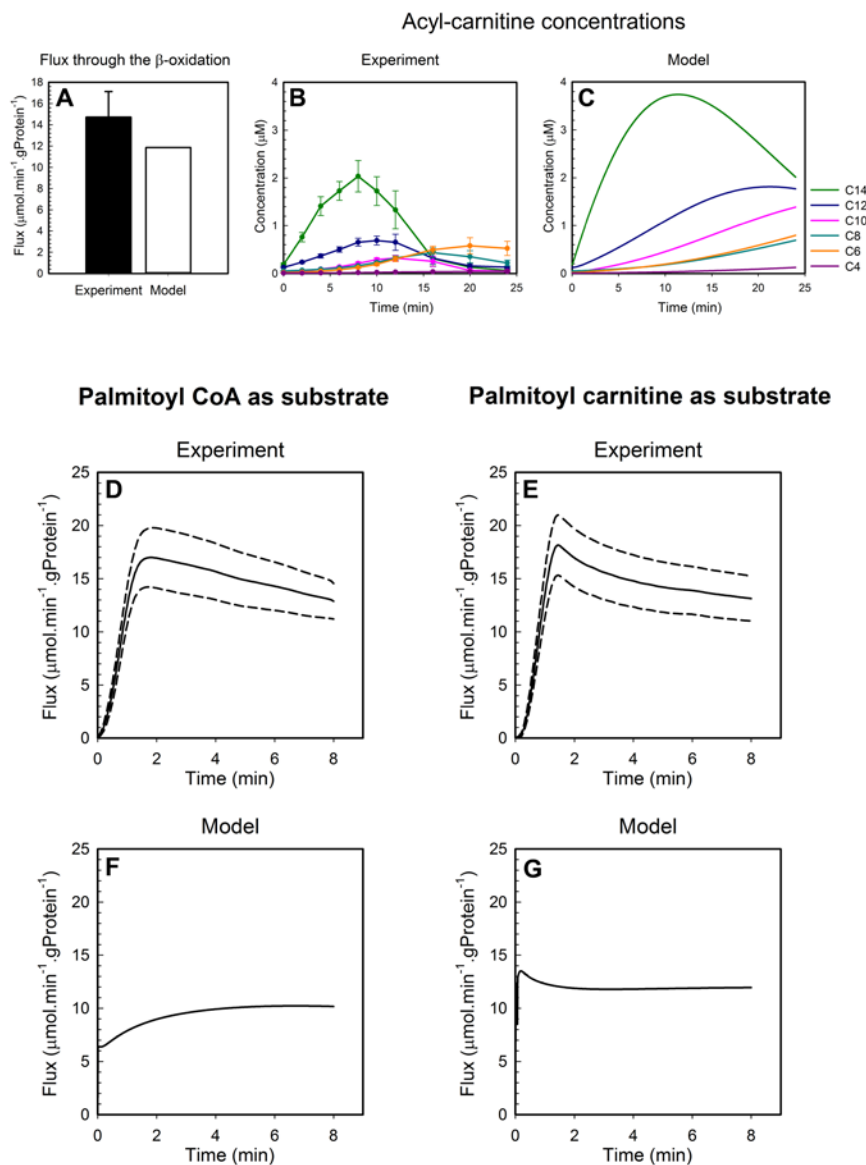 Acyl-carnitine concentrations
Flux through the β-oxidation
Experiment
Model
A
B
C
Flux (μmol.min⁻¹.gProtein⁻¹)
18
16
14
12
10
8
6
4
2
0
Experiment Model
Concentration (μM)
4
3
2
1
0
0 5 10 15 20 25
Time (min)
Concentration (μM)
4
3
2
1
0
0 5 10 15 20 25
Time (min)
C14
C12
C10
C8
C6
C4
Palmitoyl CoA as substrate
Palmitoyl carnitine as substrate
Experiment
Experiment
D
E
Flux (μmol.min⁻¹.gProtein⁻¹)
25
20
15
10
5
0
0 2 4 6 8
Time (min)
Flux (μmol.min⁻¹.gProtein⁻¹)
25
20
15
10
5
0
0 2 4 6 8
Time (min)
Model
Model
F
G
Flux (μmol.min⁻¹.gProtein⁻¹)
25
20
15
10
5
0
0 2 4 6 8
Time (min)
Flux (μmol.min⁻¹.gProtein⁻¹)
25
20
15
10
5
0
0 2 4 6 8
Time (min)